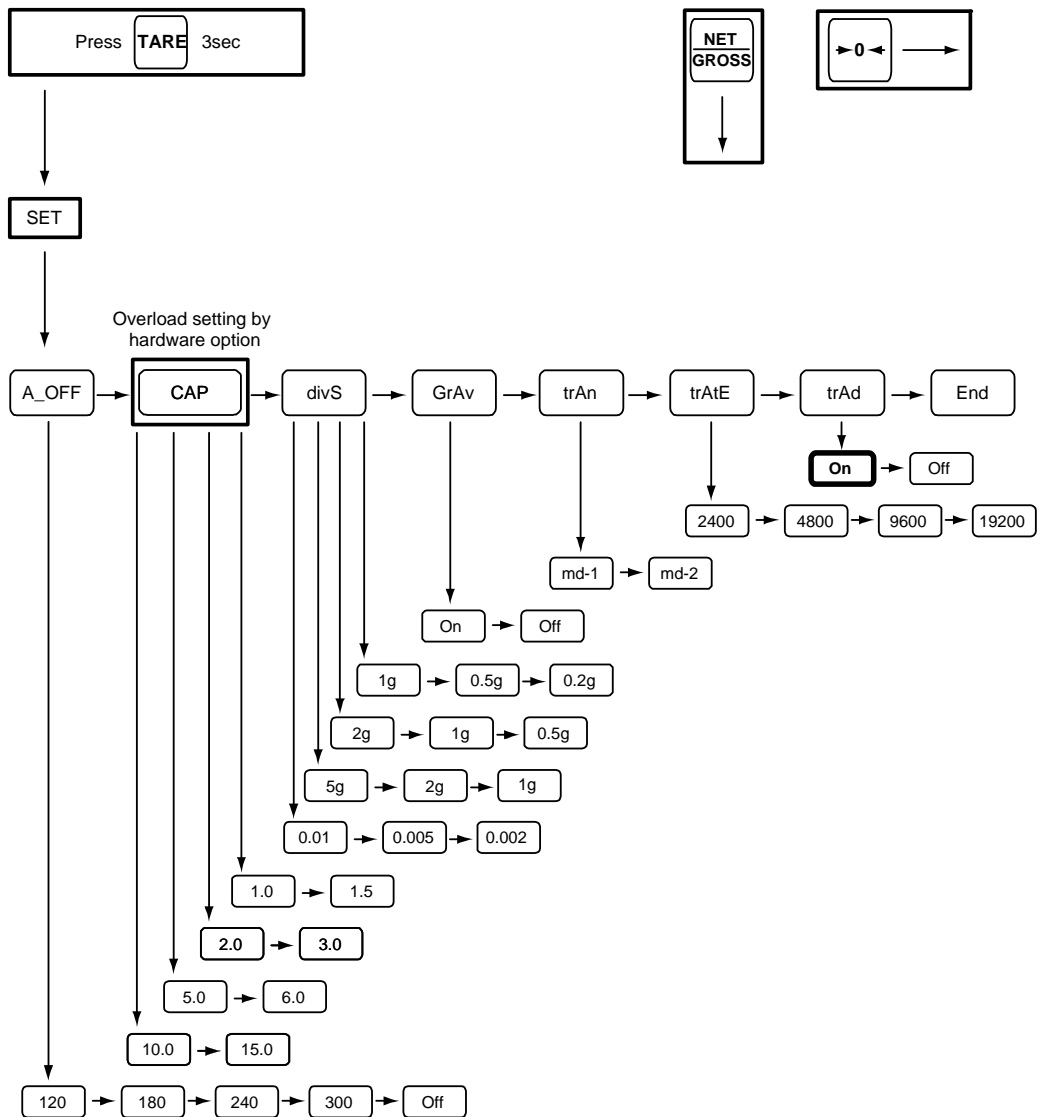 Press TARE 3sec
NET
GROSS
0
SET
Overload setting by
hardware option
A_OFF CAP divS GrAv trAn trAtE trAd End
On Off
2400 4800 9600 19200
md-1 md-2
On Off
1g 0.5g 0.2g
2g 1g 0.5g
5g 2g 1g
0.01 0.005 0.002
1.0 1.5
2.0 3.0
5.0 6.0
10.0 15.0
120 180 240 300 Off